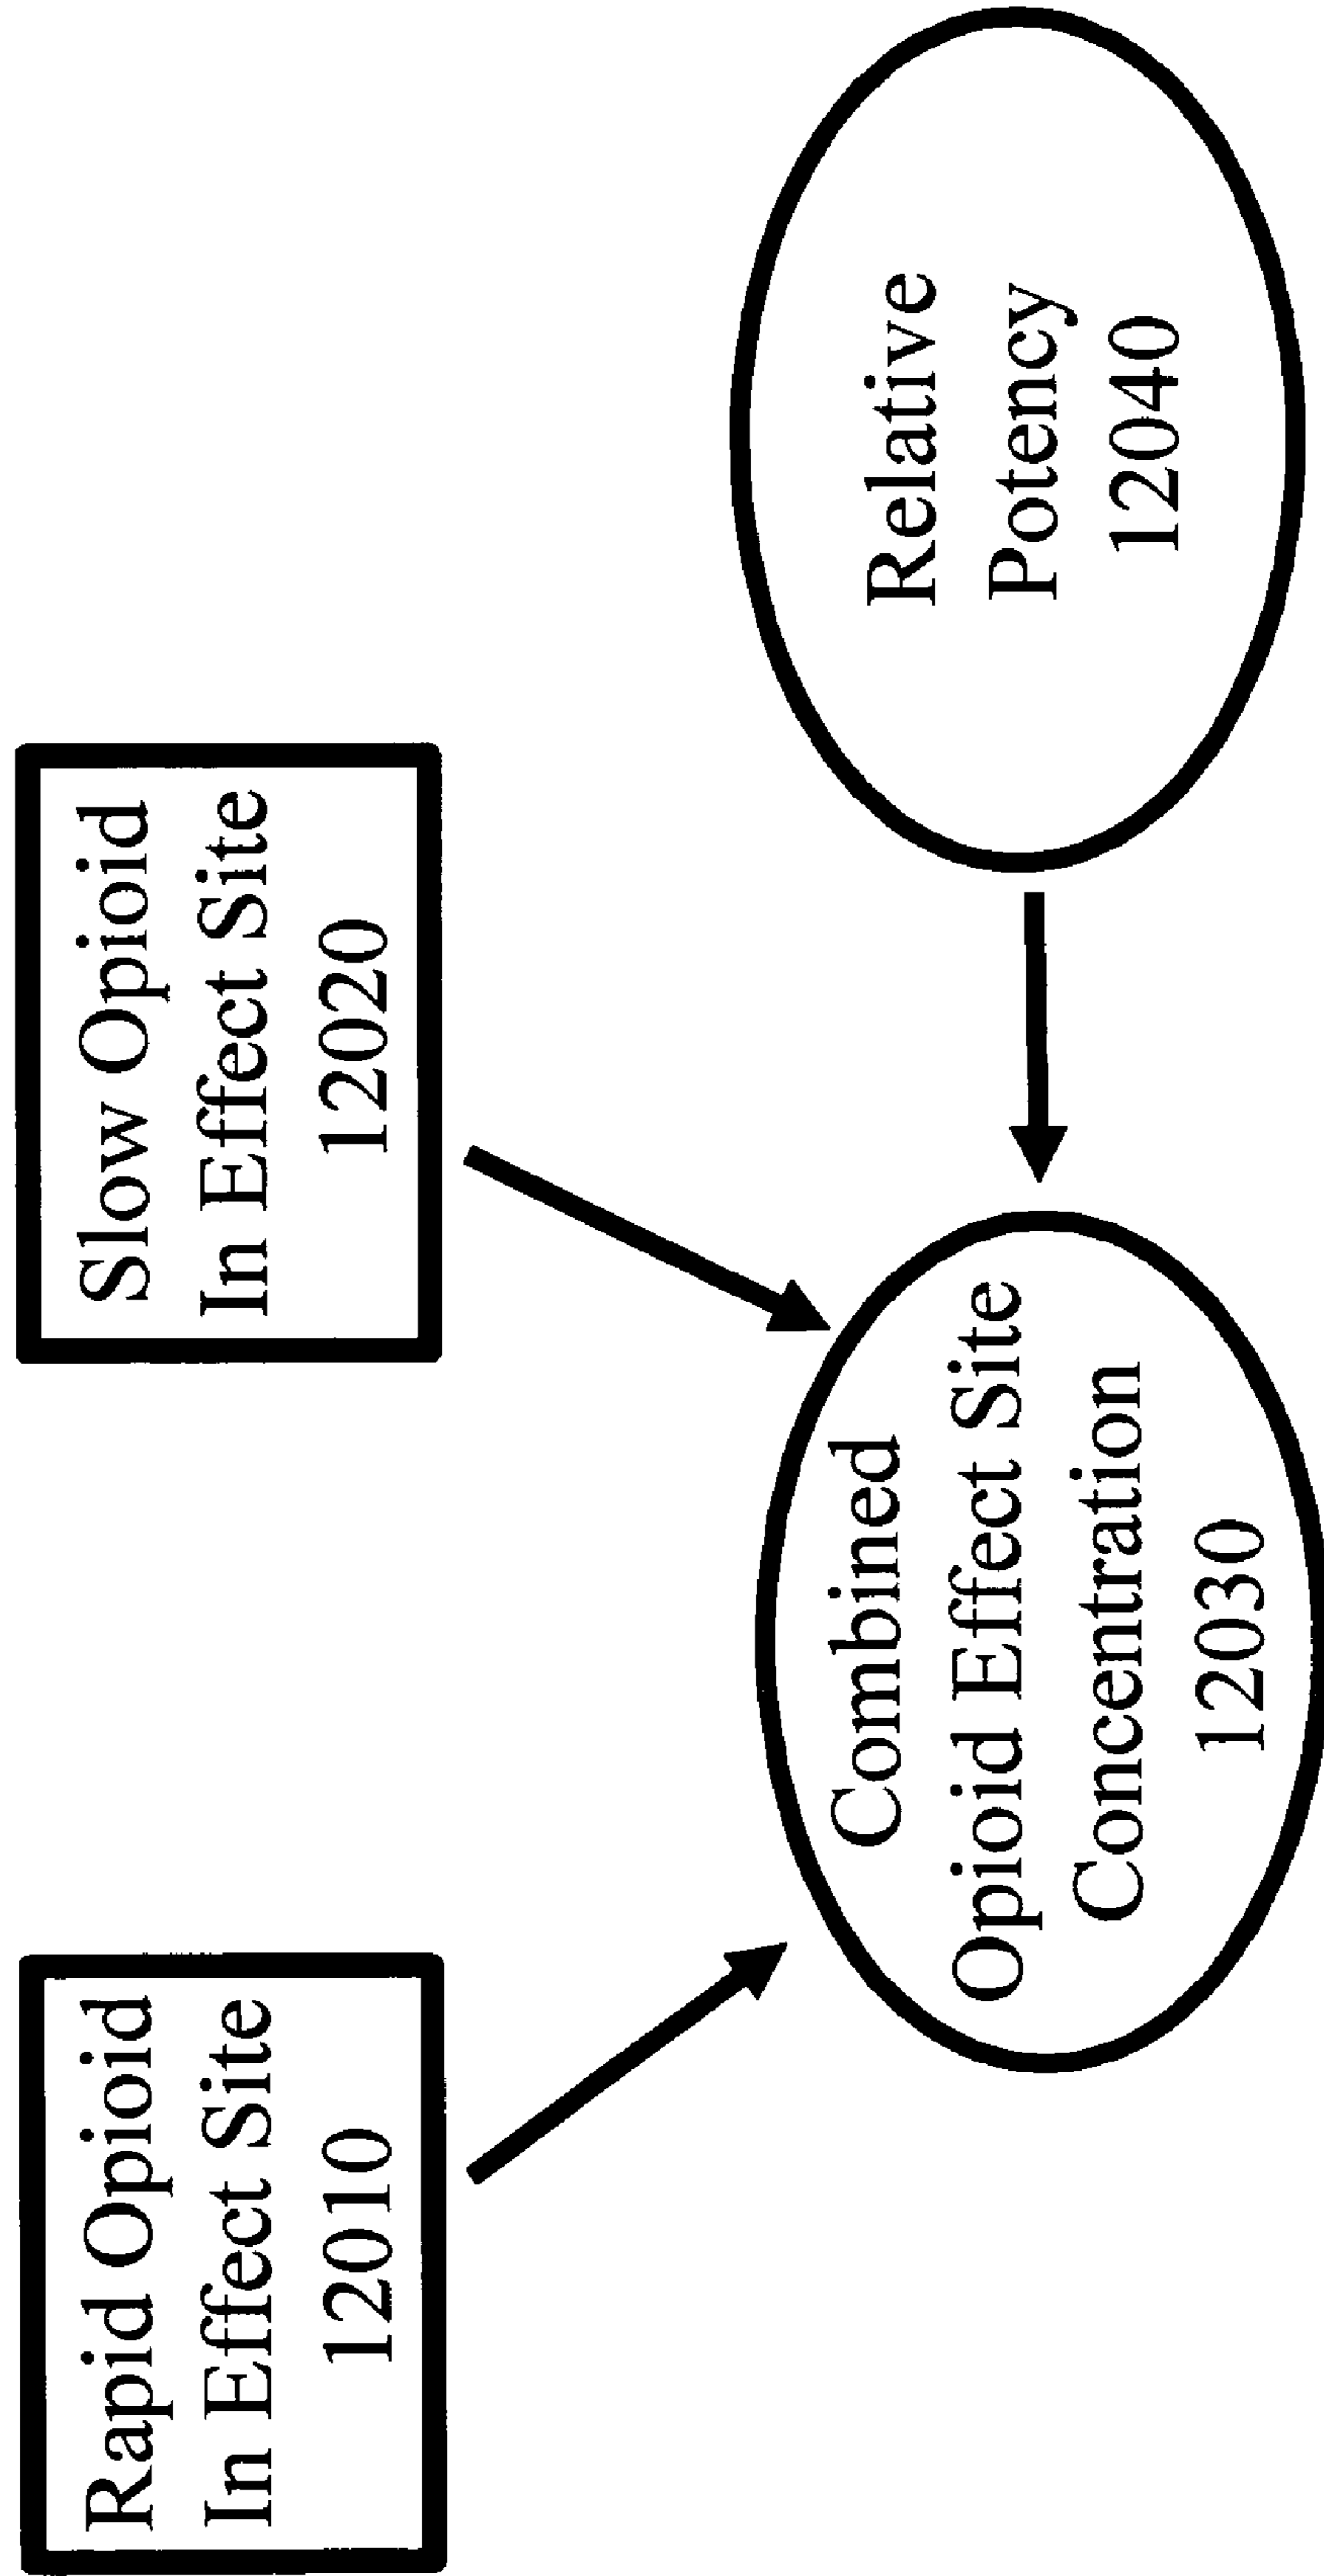 Rapid Opioid
In Effect Site
12010
Slow Opioid
In Effect Site
12020
Combined
Opioid Effect Site
Concentration
12030
Relative
Potency
12040